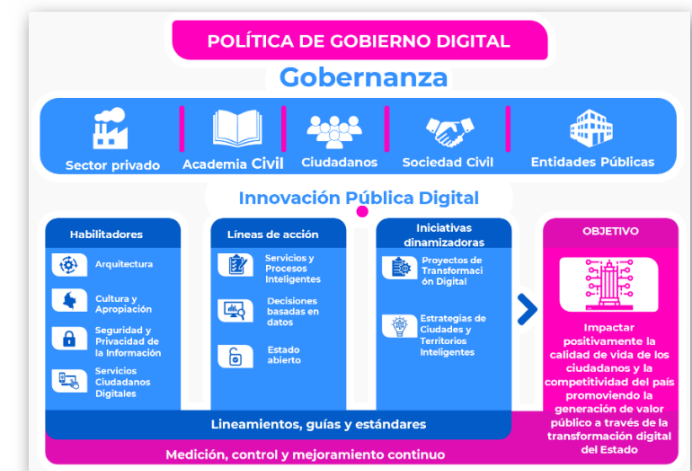 POLÍTICA DE GOBIERNO DIGITAL
Gobernanza
Sector privado
Academia Civil
Ciudadanos
Sociedad Civil
Entidades Públicas
Innovación Pública Digital
Habilitadores
Arquitectura
Cultura y
Apropiación
Seguridad y
Privacidad de
la Información
Servicios
Ciudadanos
Digitales
Líneas de acción
Servicios y
Procesos
Inteligentes
Decisiones
basadas en
datos
Estado
abierto
Iniciativas
dinamizadoras
Proyectos de
Transformaci
ón Digital
Estrategias de
Ciudades y
Territorios
Inteligentes
OBJETIVO
Impactar
positivamente la
calidad de vida de los
ciudadanos y la
competitividad del país
promoviendo la
generación de valor
público a través de la
transformación digital
del Estado
Lineamientos, guías y estándares
Medición, control y mejoramiento continuo